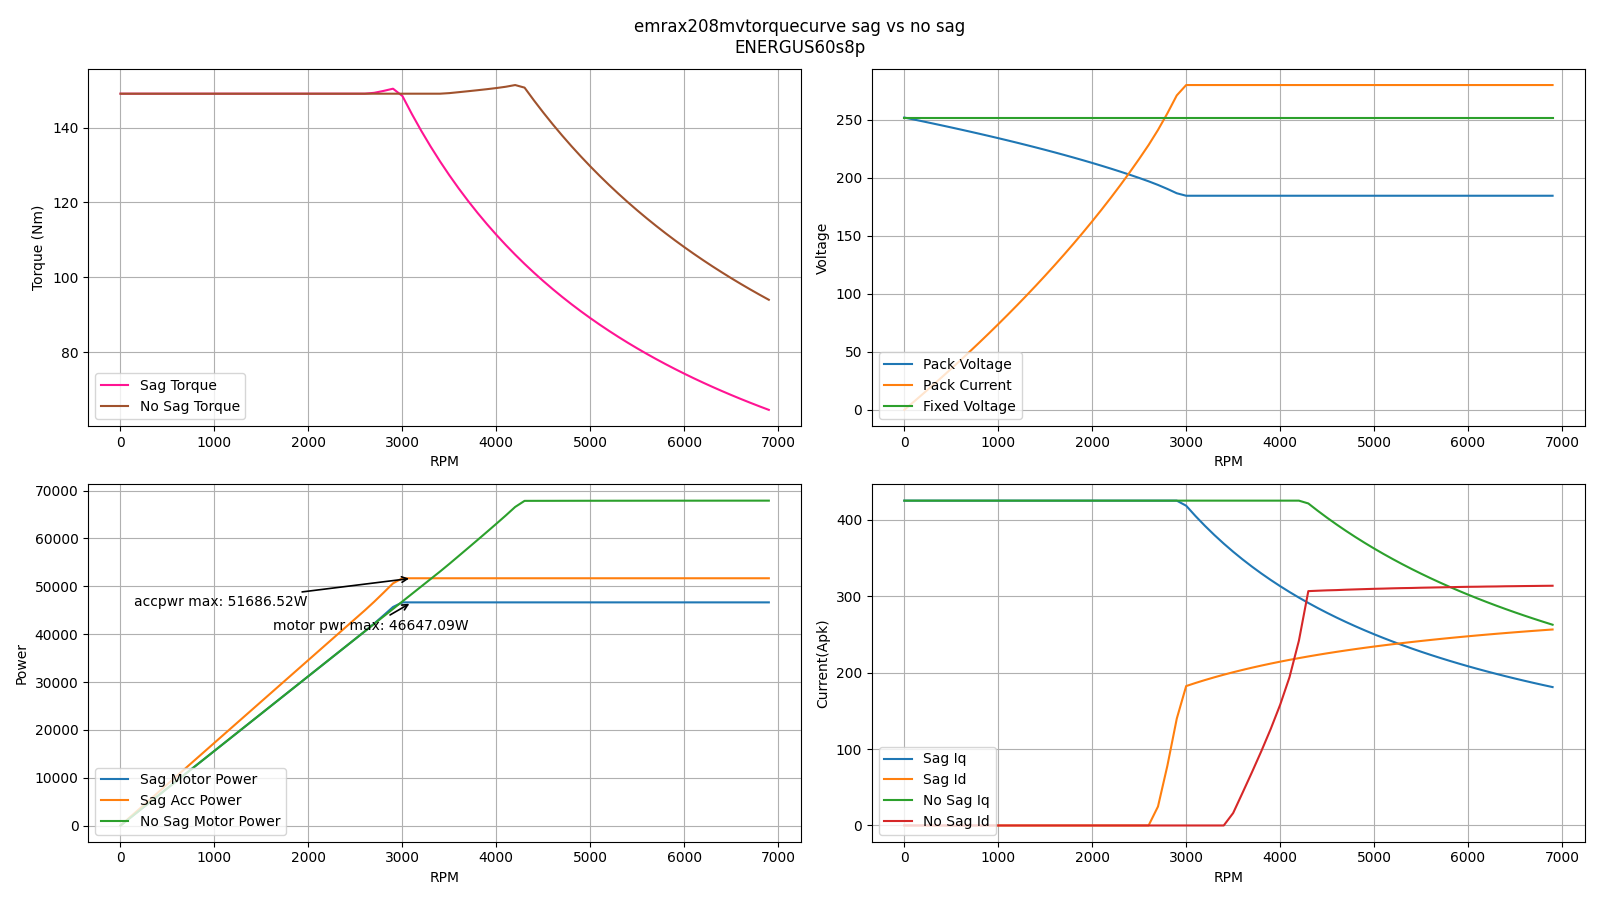 emrax208mvtorquecurve sag vs no sag
ENERGUS60s8p
Torque (Nm)
140
120
100
80
Sag Torque
No Sag Torque
0 1000 2000 3000 4000 5000 6000 7000
RPM
Voltage
250
200
150
100
50
0
Pack Voltage
Pack Current
Fixed Voltage
0 1000 2000 3000 4000 5000 6000 7000
RPM
Power
70000
60000
50000
40000
30000
20000
10000
0
accpwr max: 51686.52W
motor pwr max: 46647.09W
Sag Motor Power
Sag Acc Power
No Sag Motor Power
0 1000 2000 3000 4000 5000 6000 7000
RPM
Current(Apk)
400
300
200
100
0
Sag Iq
Sag Id
No Sag Iq
No Sag Id
0 1000 2000 3000 4000 5000 6000 7000
RPM